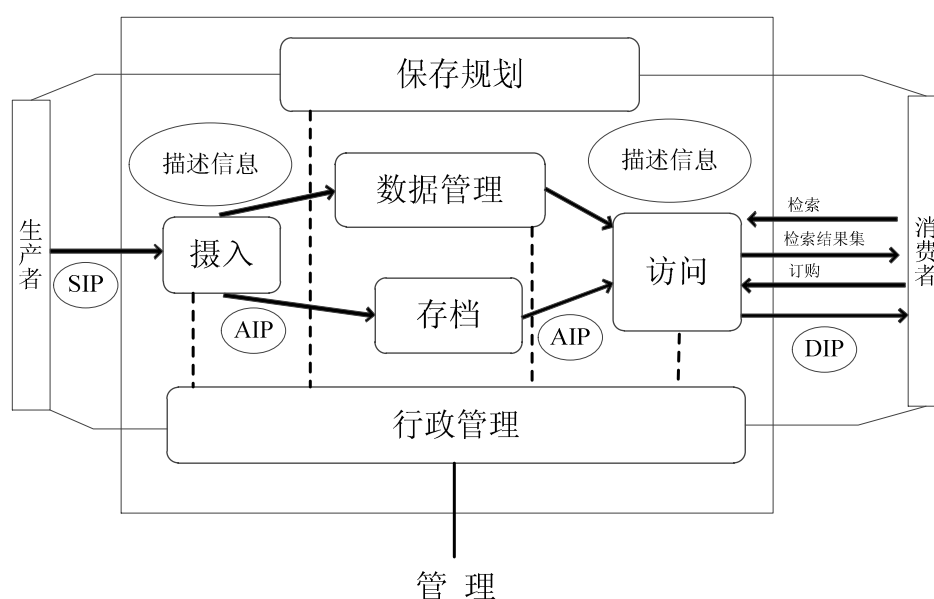 保存规划
描述信息
描述信息
数据管理
生产者
摄入
SIP
AIP
存档
AIP
访问
检索
检索结果集
订购
DIP
消费者
行政管理
管 理